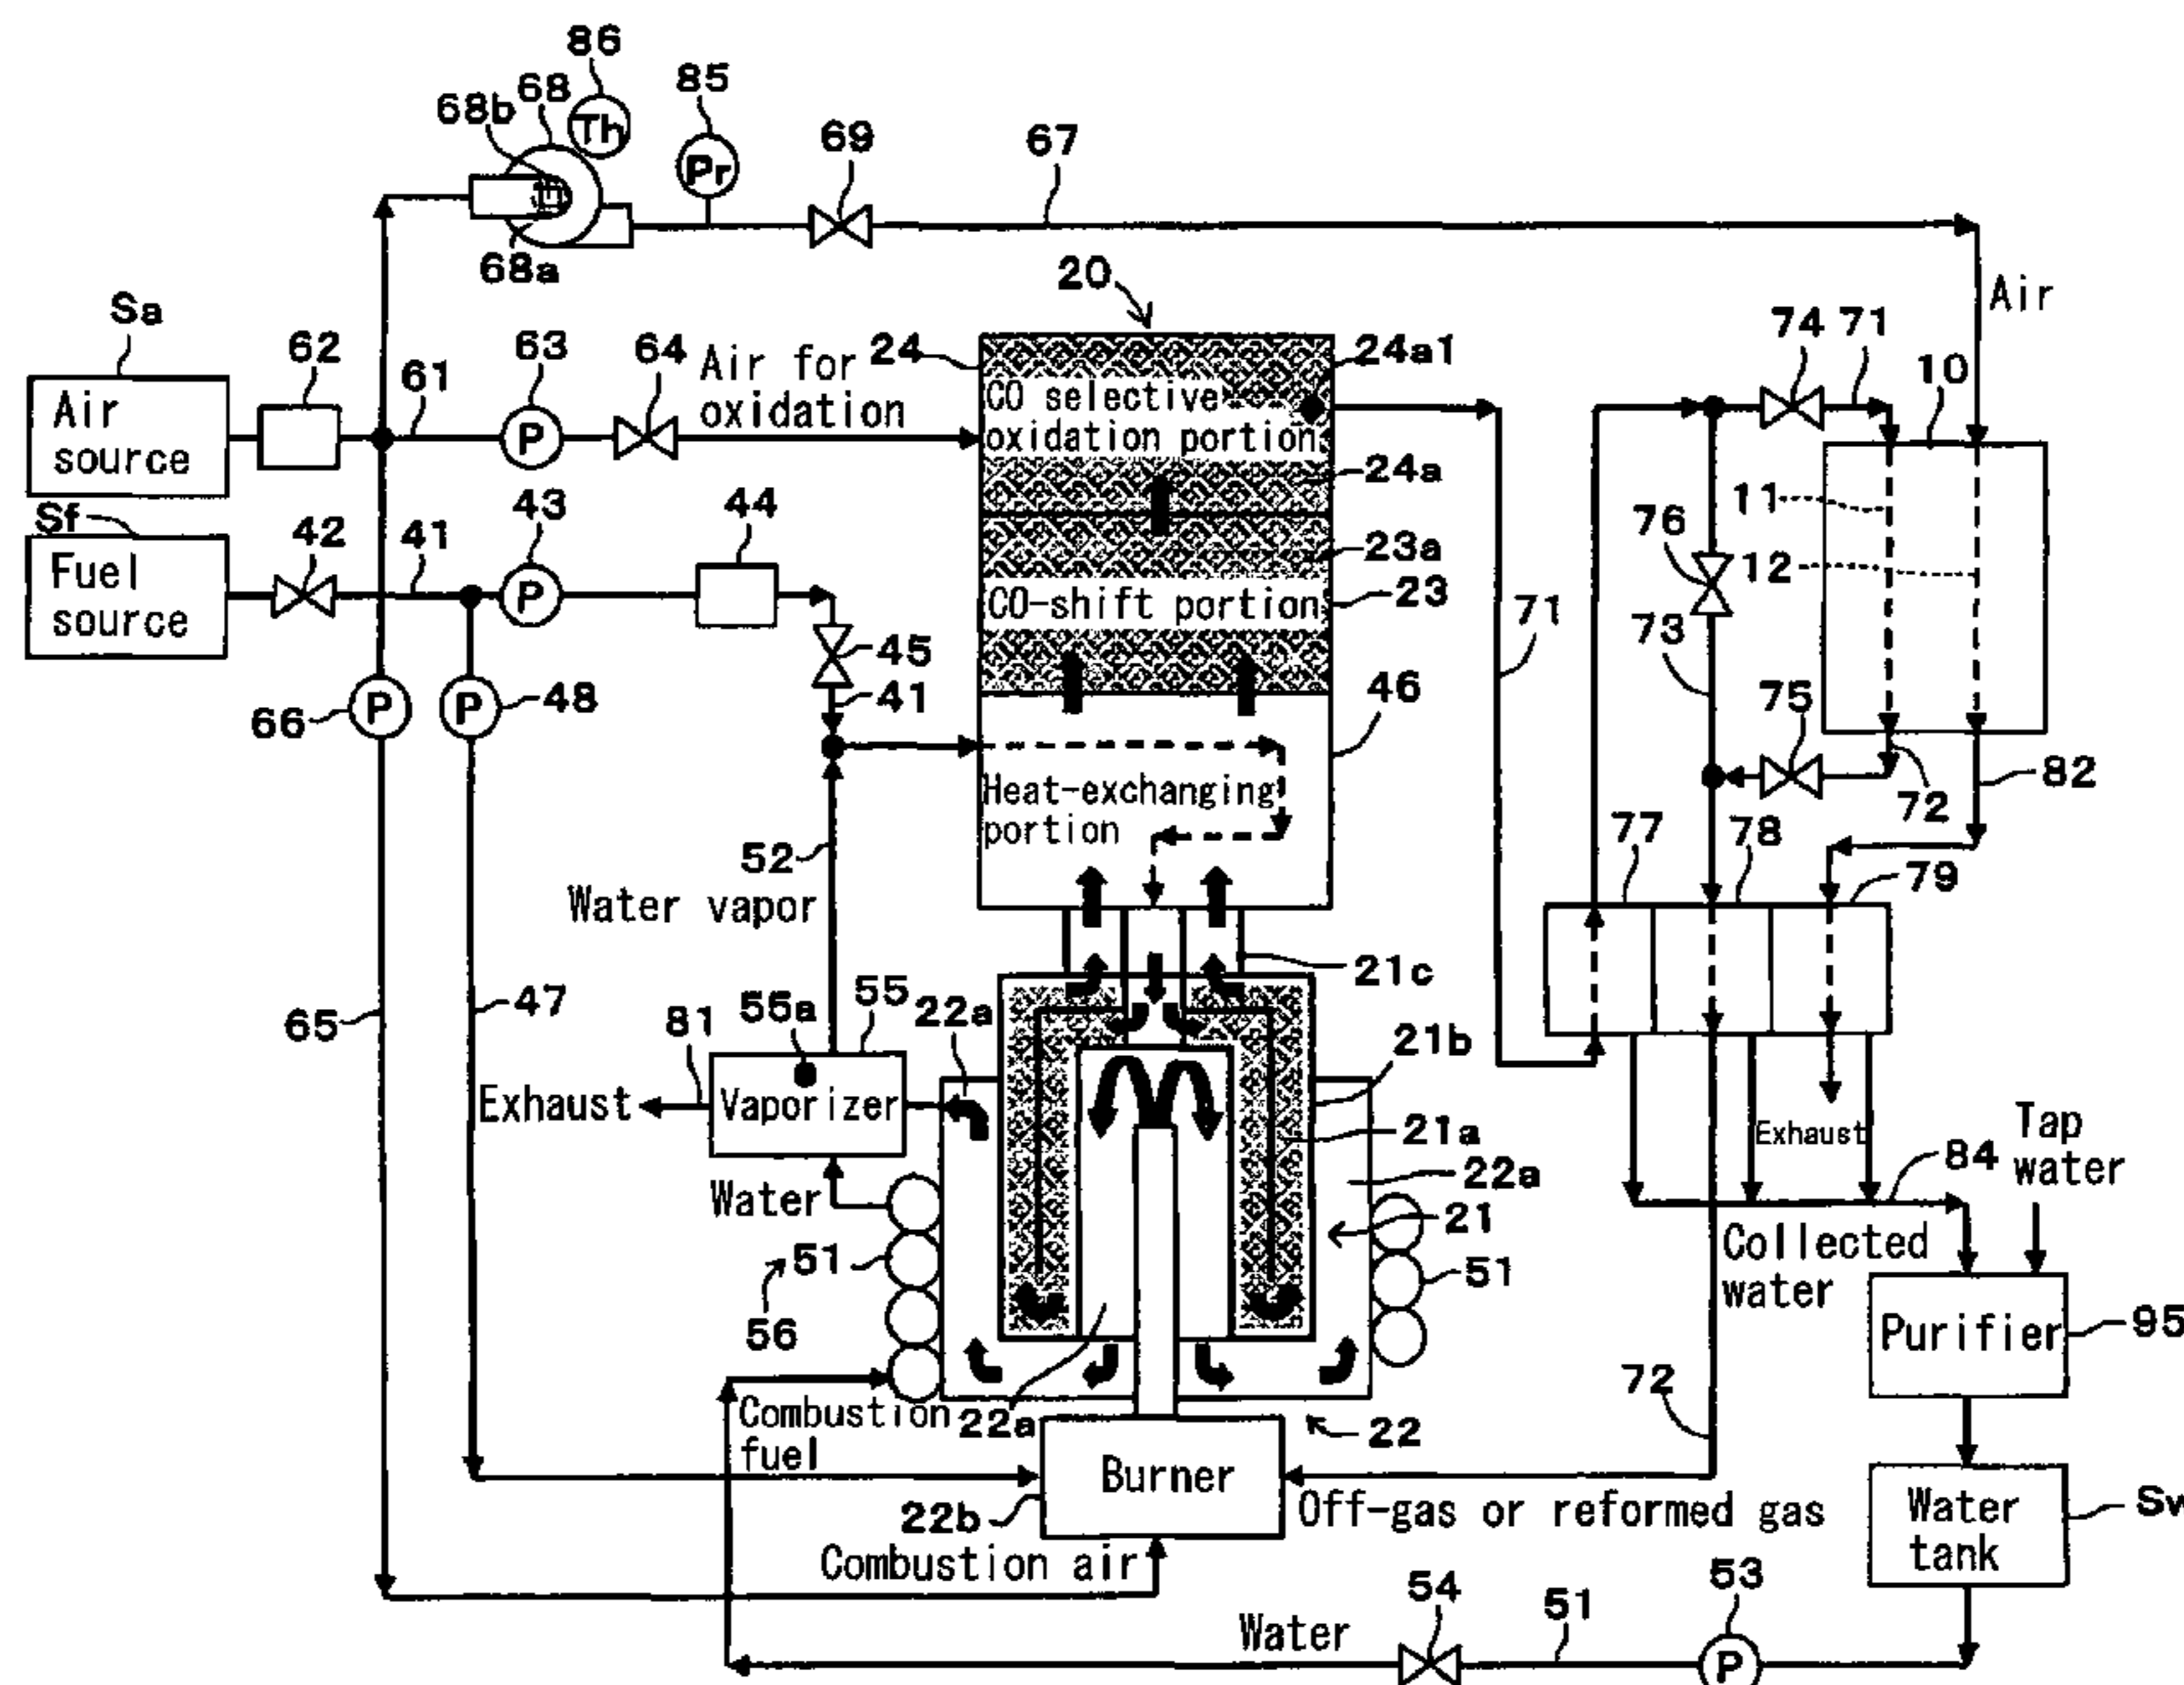 86
68b 68 Th 85
Pr 69 67
68a
20
Sa
62 61 63 64 Air for oxidation 24
24a1
74 71
Air
10
Air source
P
CO selective oxidation portion
24a
11
12
76
Sf
42 41 43 44
23a
Fuel source
P
CO-shift portion
23
71
73
45
41
46
75
66 P P 48
72
82
Heat-exchanging portion
52
77 78 79
Water vapor
21c
65 47
81 55a 55 22a
21b
Exhaust
Vaporizer
21a
Exhaust
Tap water
84
22a
Water
21
51
51
56
Collected water
Purifier
95
72
Combustion fuel
22a
22
Burner
22b
Off-gas or reformed gas
Water tank
Combustion air
54 51 53
Water
P